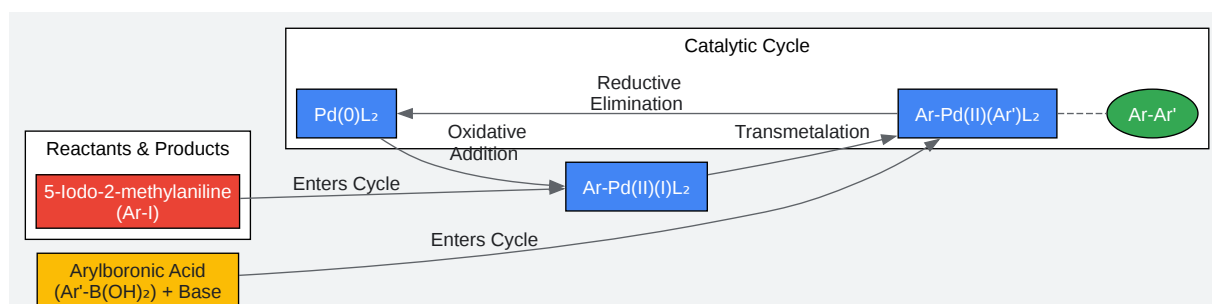 Catalytic Cycle
Reductive
Elimination
Pd(0)L₂
Ar-Pd(II)(Ar')L₂
Ar-Ar'
Oxidative
Addition
Transmetalation
Reactants & Products
5-Iodo-2-methylaniline
(Ar-I)
Enters Cycle
Ar-Pd(II)(I)L₂
Enters Cycle
Arylboronic Acid
(Ar'-B(OH)₂) + Base